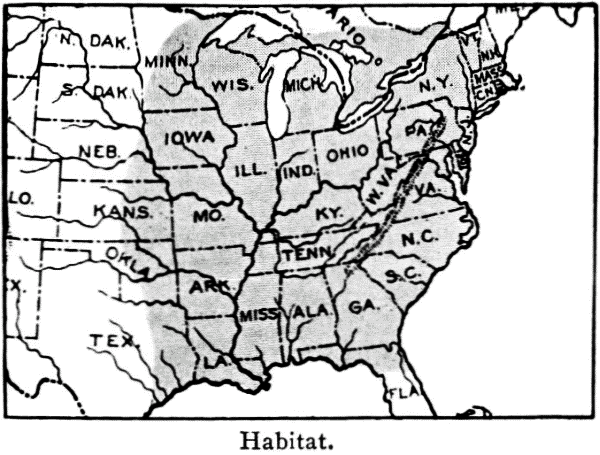 N. DAK.
MINN.
ARIO.
ME.
VT.
N.H.
MASS.
CN.
S. DAK.
WIS.
MICH.
N.Y.
IOWA
NEB.
PA.
N.J.
ILL.
IND.
OHIO
W.VA.
VA.
LO.
KANS.
MO.
KY.
N.C.
OKLA.
TENN.
S.C.
ARK.
MISS.
ALA.
GA.
TEX.
LA.
FLA.
Habitat.